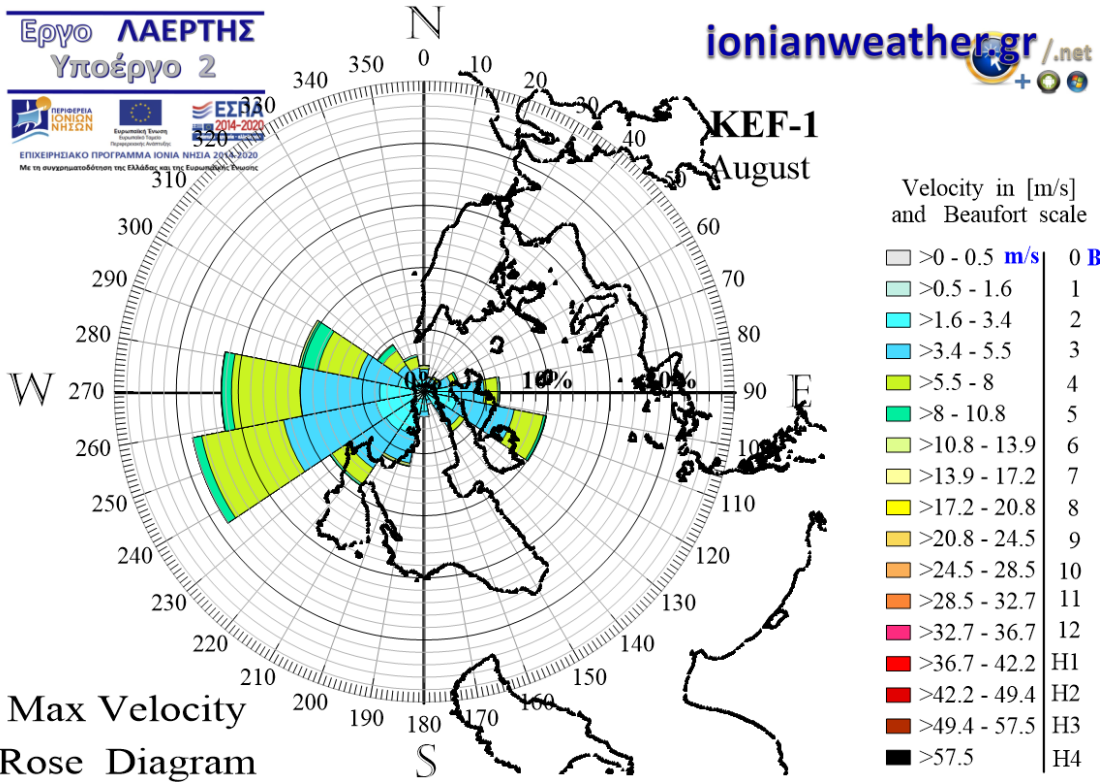 Εργο ΛΑΕΡΤΗΣ
Υποέργο 2
ΠΕΡΙΦΕΡΕΙΑ
ΙΟΝΙΩΝ
ΝΗΣΩΝ
Ευρωπαϊκή Ένωση
Ευρωπαϊκό Ταμείο
Περιφερειακής Ανάπτυξης
ΕΣΠΑ
2014-2020
ΕΠΙΧΕΙΡΗΣΙΑΚΟ ΠΡΟΓΡΑΜΜΑ ΙΟΝΙΑ ΝΗΣΙΑ 2014-2020
Με τη συγχρηματοδότηση της Ελλάδας και της Ευρωπαϊκής Ένωσης
ionianweather.gr /.net
KEF-1
August
N
0
10
20
30
40
50
60
70
80
90
E
110
120
130
140
150
160
170
180
S
190
200
210
220
230
240
250
260
270
W
280
290
300
310
320
330
340
350
0%
10%
Velocity in [m/s]
and Beaufort scale
>0 - 0.5 m/s 0 B
>0.5 - 1.6 1
>1.6 - 3.4 2
>3.4 - 5.5 3
>5.5 - 8 4
>8 - 10.8 5
>10.8 - 13.9 6
>13.9 - 17.2 7
>17.2 - 20.8 8
>20.8 - 24.5 9
>24.5 - 28.5 10
>28.5 - 32.7 11
>32.7 - 36.7 12
>36.7 - 42.2 H1
>42.2 - 49.4 H2
>49.4 - 57.5 H3
>57.5 H4
Max Velocity
Rose Diagram